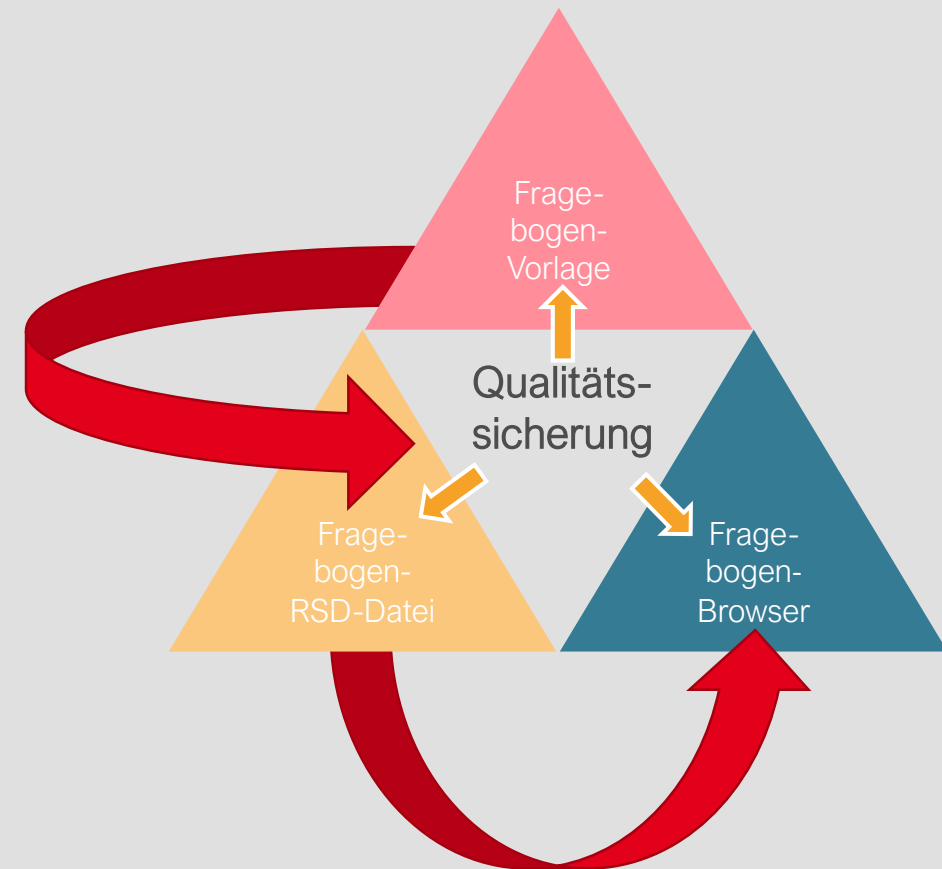 Frage-
bogen-
Vorlage
Qualitäts-
sicherung
Frage-
bogen-
RSD-Datei
Frage-
bogen-
Browser